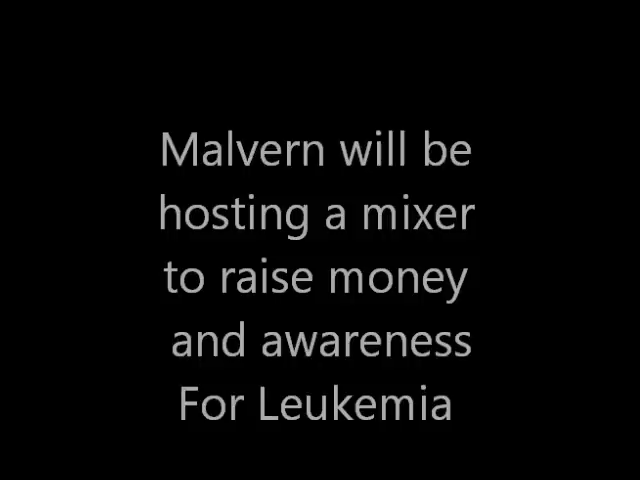 Malvern will be
hosting a mixer
to raise money
and awareness
For Leukemia